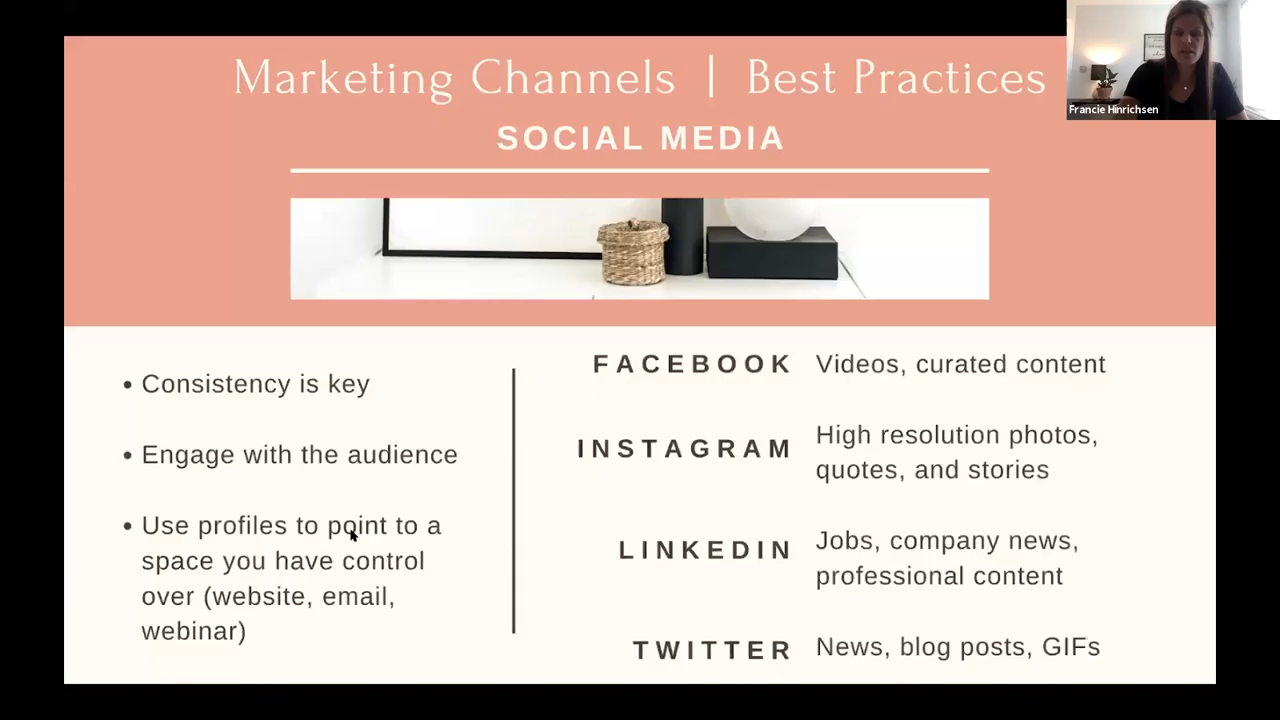 Marketing Channels | Best Practices
SOCIAL MEDIA
Francie Hinrichsen
• Consistency is key
• Engage with the audience
• Use profiles to point to a
space you have control
over (website, email,
webinar)
FACEBOOK Videos, curated content
INSTAGRAM High resolution photos,
quotes, and stories
LINKEDIN Jobs, company news,
professional content
TWITTER News, blog posts, GIFs